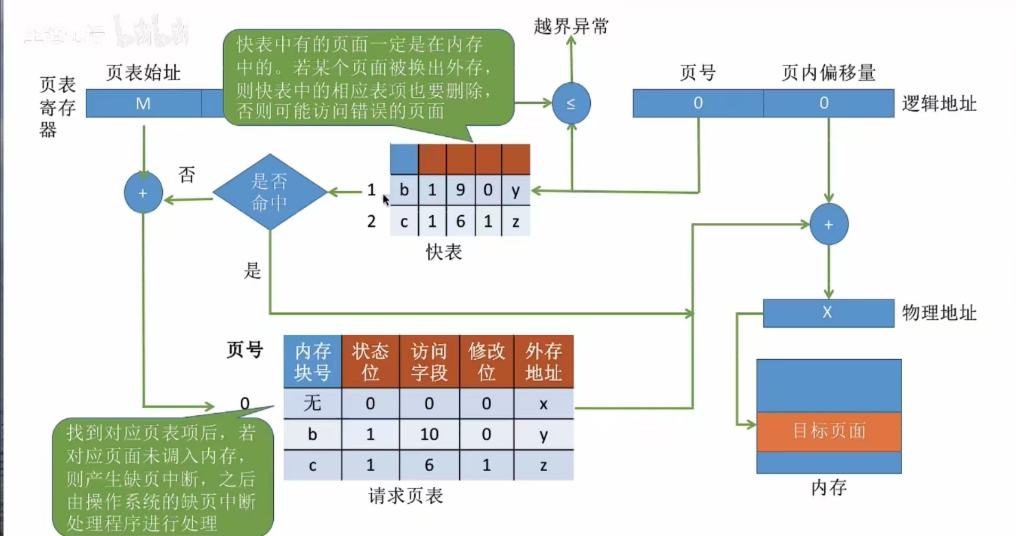 bilibili
越界异常
快表中有的页面一定是在内存
中的。若某个页面被换出外存，
则快表中的相应表项也要删除，
否则可能访问错误的页面
页表
寄存
器
页表始址
M
≤
页号
页内偏移量
0
0
逻辑地址
否
是否
命中
+
1
b
1
9
0
y
2
c
1
6
1
z
快表
+
是
X
物理地址
页号
内存
块号
状态
位
访问
字段
修改
位
外存
地址
0
无
0
0
0
x
b
1
10
0
y
c
1
6
1
z
请求页表
找到对应页表项后，若
对应页面未调入内存，
则产生缺页中断，之后
由操作系统的缺页中断
处理程序进行处理
目标页面
内存